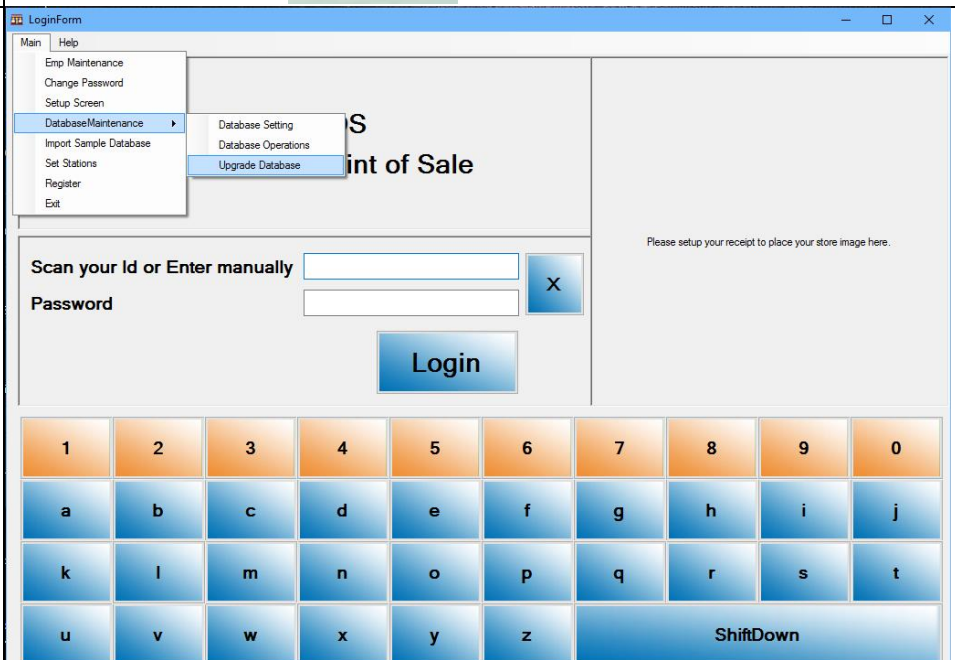 LoginForm
Main Help
Emp Maintenance
Change Password
Setup Screen
DatabaseMaintenance
Import Sample Database
Set Stations
Register
Exit
Database Setting
Database Operations
Upgrade Database
of Sale
Please setup your receipt to place your store image here.
Scan your Id or Enter manually
X
Password
Login
1 2 3 4 5 6 7 8 9 0
a b c d e f g h i j
k l m n o p q r s t
u v w x y z ShiftDown